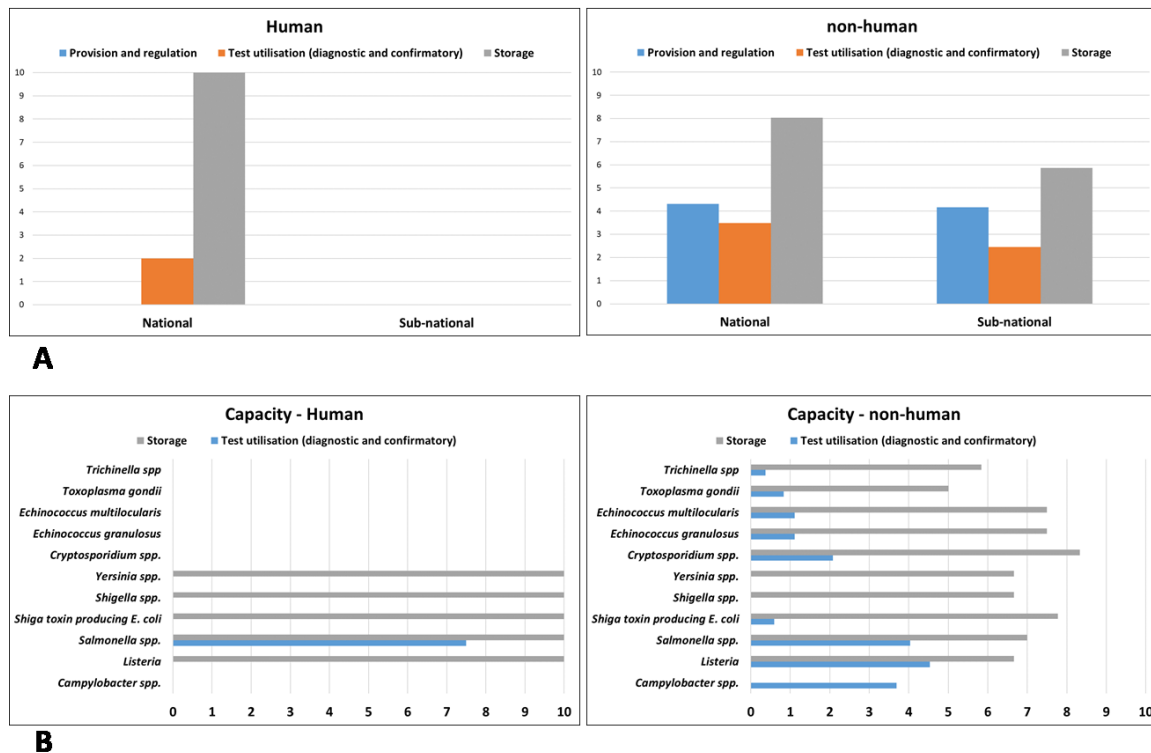 Human
Provision and regulation Test utilisation (diagnostic and confirmatory) Storage
10
9
8
7
6
5
4
3
2
1
0
National Sub-national
non-human
Provision and regulation Test utilisation (diagnostic and confirmatory) Storage
10
9
8
7
6
5
4
3
2
1
0
National Sub-national
A
Capacity - Human
Storage Test utilisation (diagnostic and confirmatory)
Trichinella spp
Toxoplasma gondii
Echinococcus multilocularis
Echinococcus granulosus
Cryptosporidium spp.
Yersinia spp.
Shigella spp.
Shiga toxin producing E. coli
Salmonella spp.
Listeria
Campylobacter spp.
0 1 2 3 4 5 6 7 8 9 10
Capacity - non-human
Storage Test utilisation (diagnostic and confirmatory)
Trichinella spp
Toxoplasma gondii
Echinococcus multilocularis
Echinococcus granulosus
Cryptosporidium spp.
Yersinia spp.
Shigella spp.
Shiga toxin producing E. coli
Salmonella spp.
Listeria
Campylobacter spp.
0 1 2 3 4 5 6 7 8 9 10
B